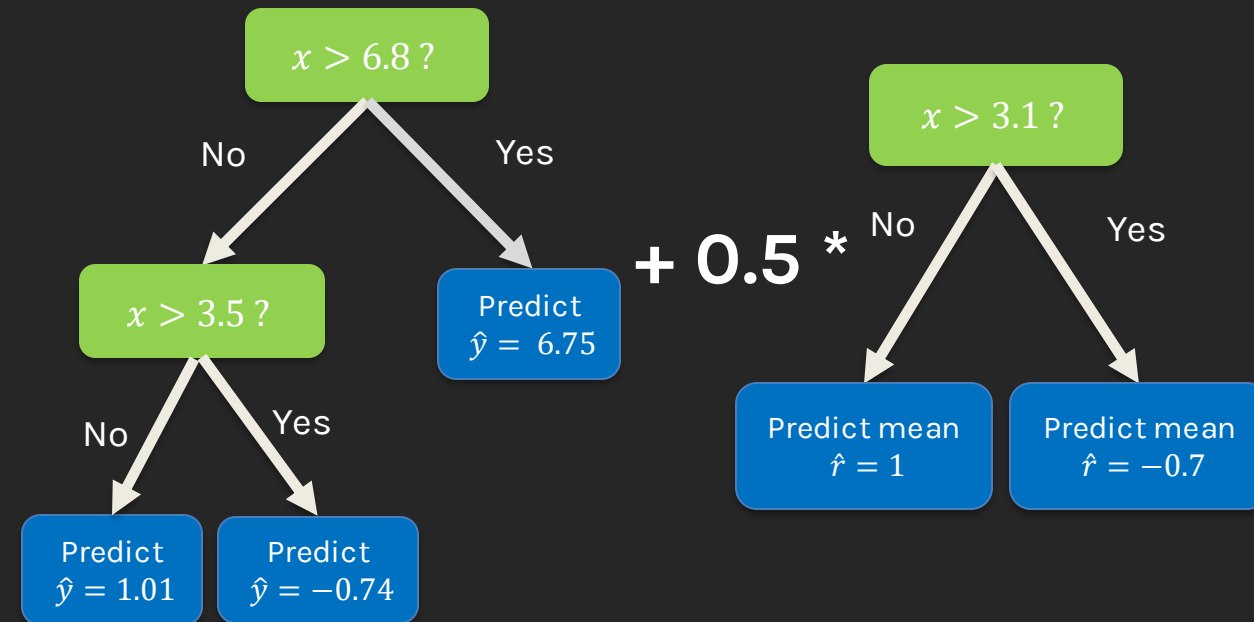 x > 6.8 ?
No
Yes
x > 3.5 ?
Predict
ŷ = 6.75
No
Yes
Predict
ŷ = 1.01
Predict
ŷ = −0.74
+ 0.5 *
x > 3.1 ?
No
Yes
Predict mean
r̂ = 1
Predict mean
r̂ = −0.7